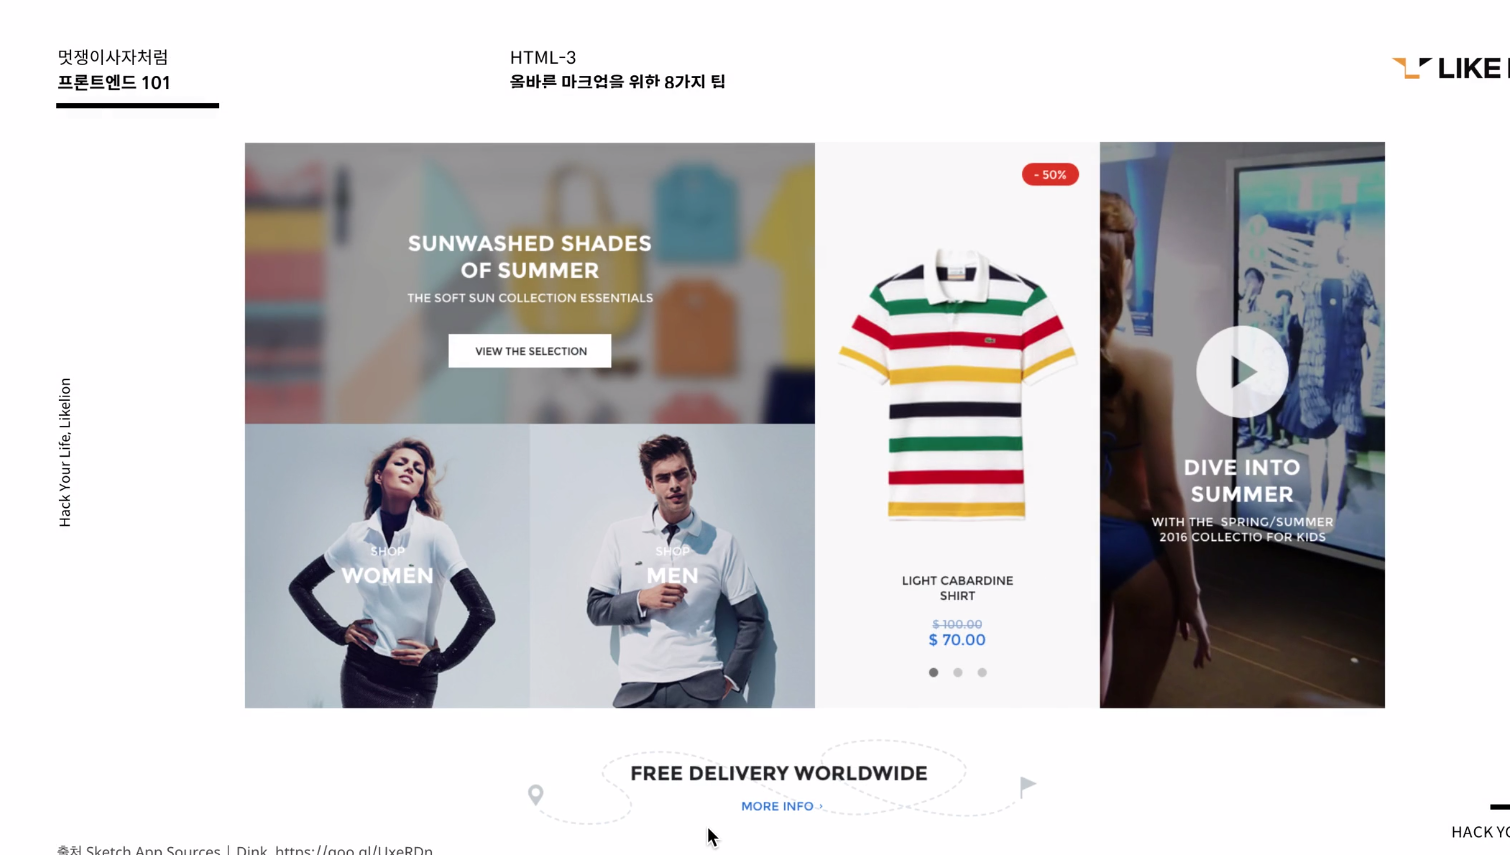 멋쟁이사자처럼
프론트엔드 101
HTML-3
올바른 마크업을 위한 8가지 팁
LIKE
- 50%
SUNWASHED SHADES
OF SUMMER
THE SOFT SUN COLLECTION ESSENTIALS
VIEW THE SELECTION
Hack Your Life, Likelion
SHOP
WOMEN
SHOP
MEN
LIGHT CABARDINE
SHIRT
$ 100.00
$ 70.00
DIVE INTO
SUMMER
WITH THE SPRING/SUMMER
2016 COLLECTIO FOR KIDS
FREE DELIVERY WORLDWIDE
MORE INFO ›
HACK
출처 Sketch App Sources | Dink, https://goo.gl/UxeRDn